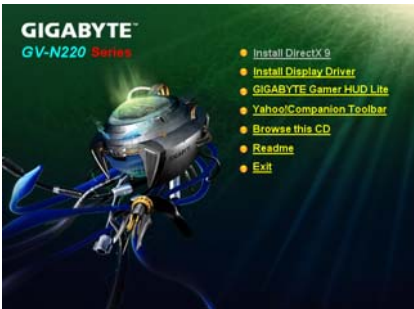 GIGABYTE™
GV-N220 Series
Install DirectX 9
Install Display Driver
GIGABYTE Gamer HUD Lite
Yahoo!Companion Toolbar
Browse this CD
Readme
Exit